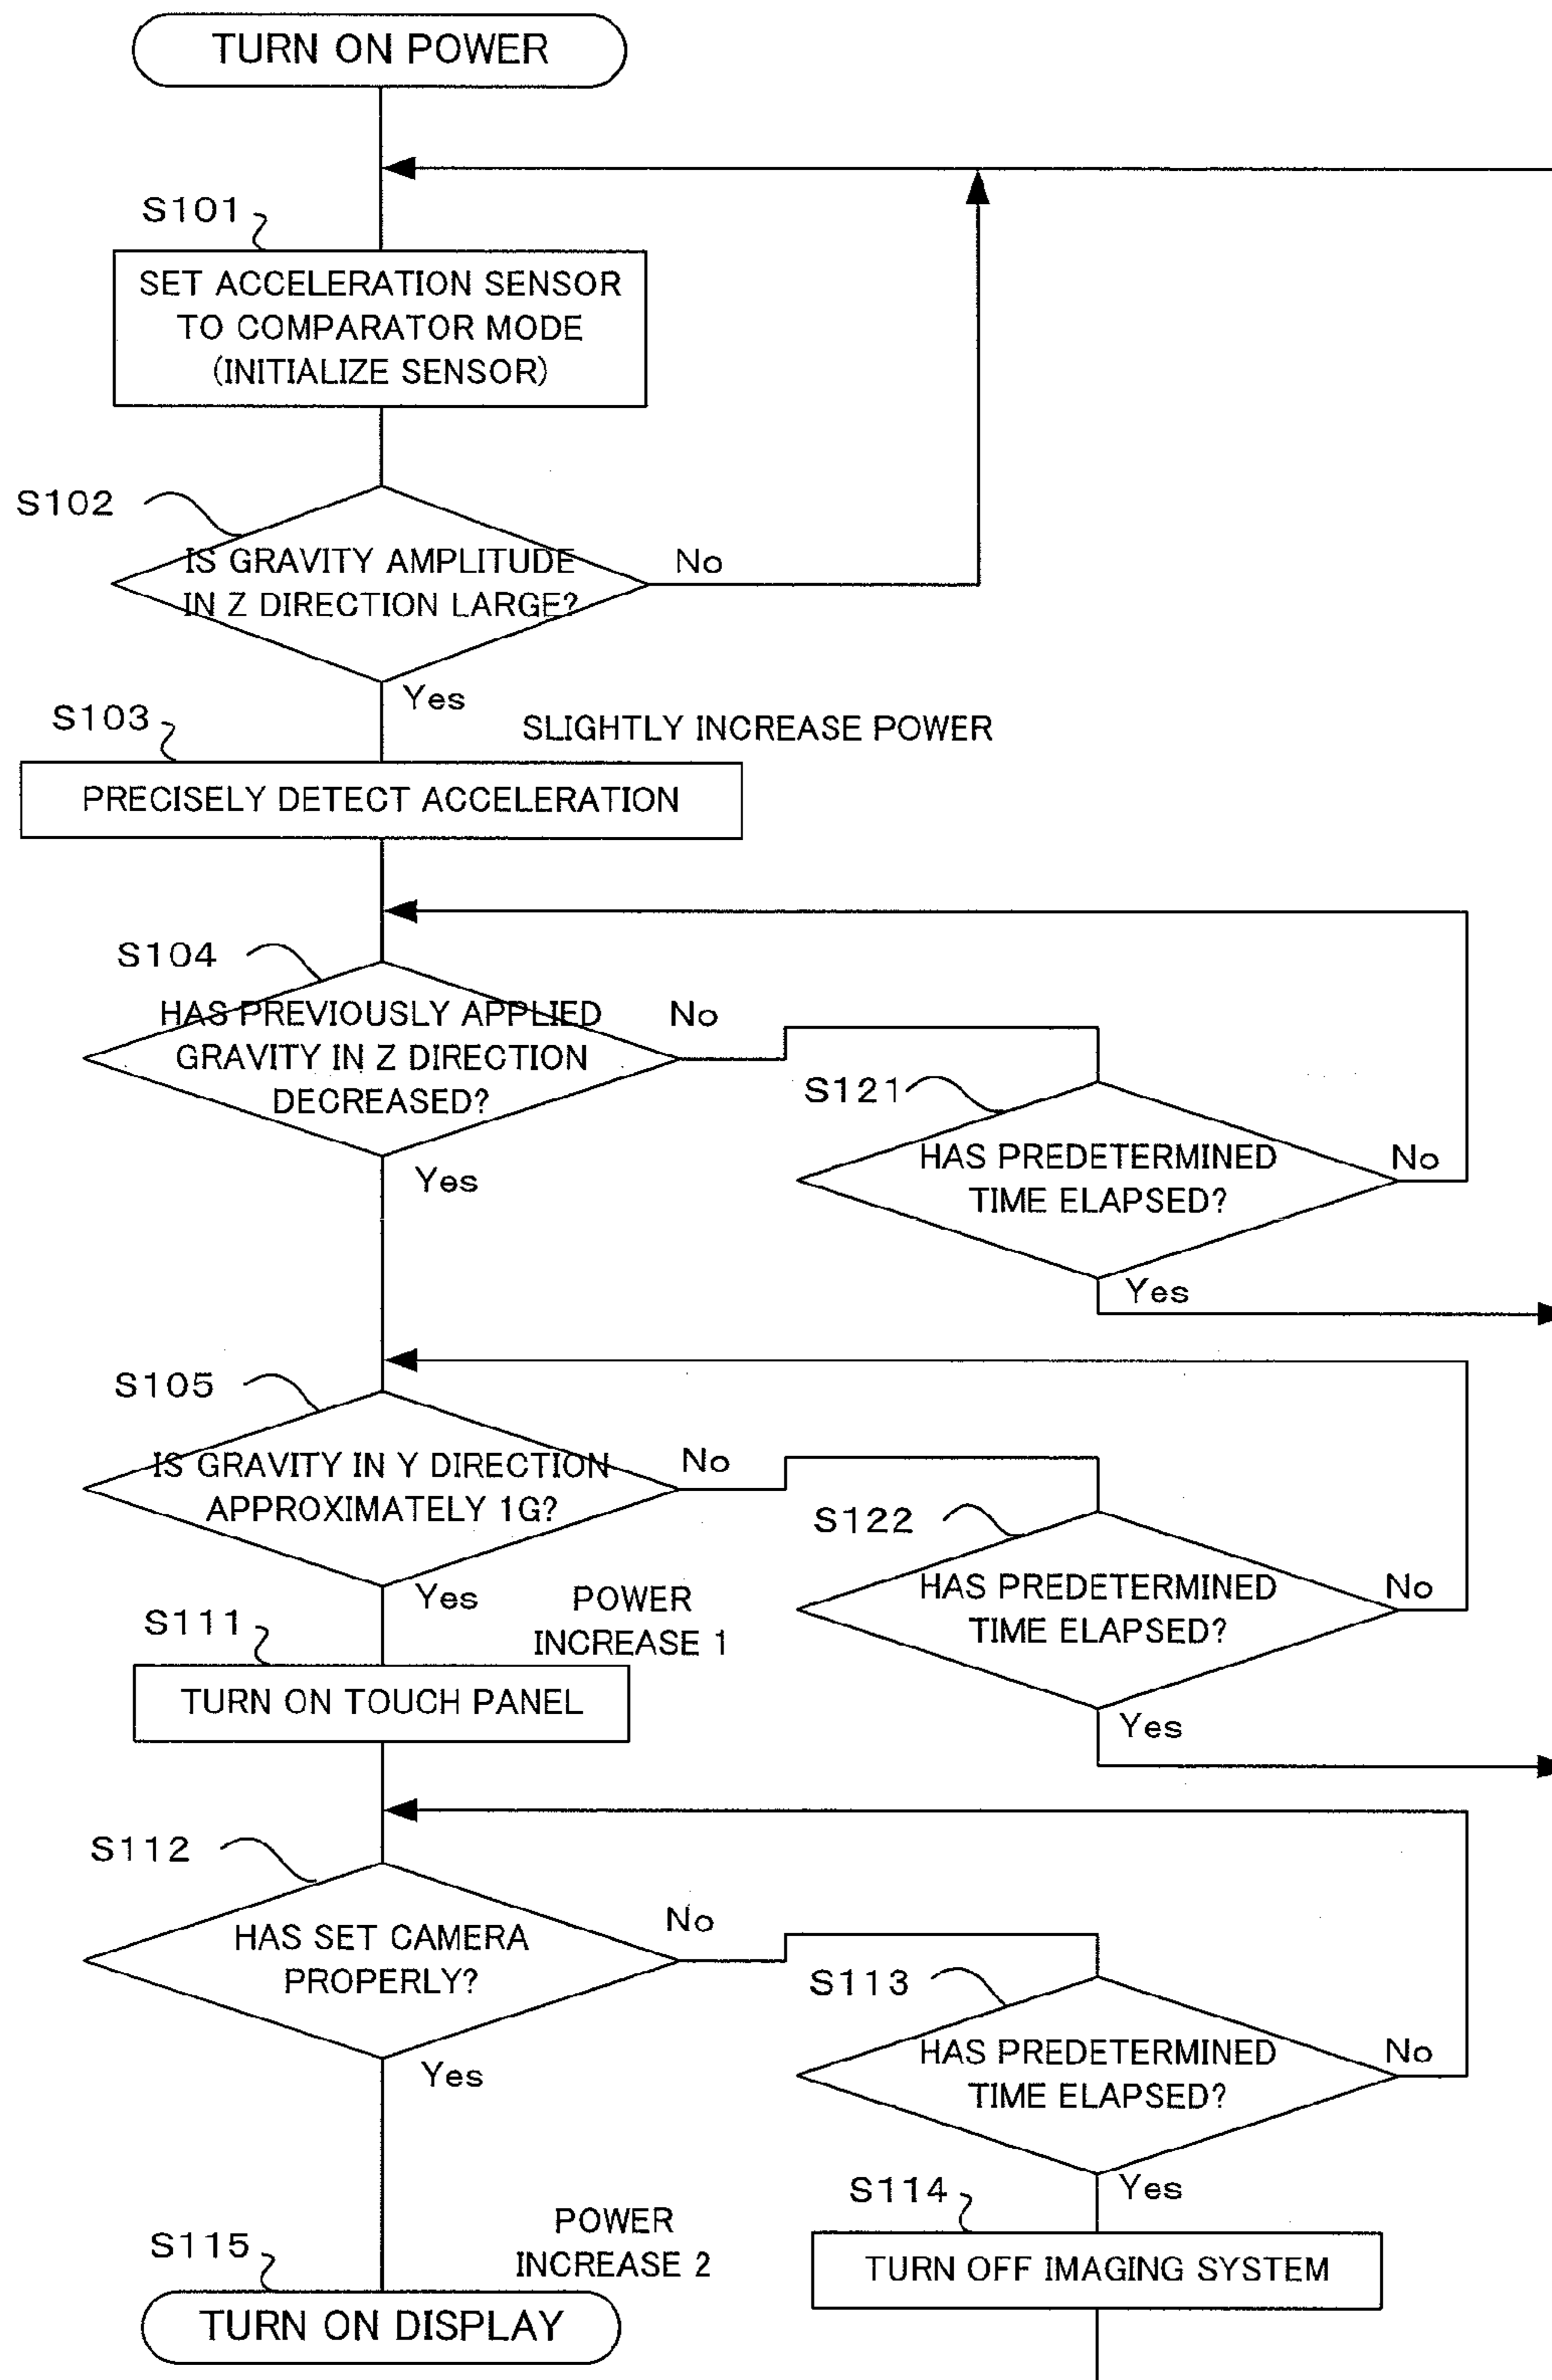 TURN ON POWER
S101
SET ACCELERATION SENSOR
TO COMPARATOR MODE
(INITIALIZE SENSOR)
S102
IS GRAVITY AMPLITUDE
IN Z DIRECTION LARGE?
No
Yes
S103
SLIGHTLY INCREASE POWER
PRECISELY DETECT ACCELERATION
S104
HAS PREVIOUSLY APPLIED
GRAVITY IN Z DIRECTION
DECREASED?
No
Yes
S121
HAS PREDETERMINED
TIME ELAPSED?
No
Yes
S105
IS GRAVITY IN Y DIRECTION
APPROXIMATELY 1G?
No
Yes
S122
HAS PREDETERMINED
TIME ELAPSED?
No
Yes
POWER
INCREASE 1
S111
TURN ON TOUCH PANEL
S112
HAS SET CAMERA
PROPERLY?
No
Yes
S113
HAS PREDETERMINED
TIME ELAPSED?
No
Yes
S114
TURN OFF IMAGING SYSTEM
POWER
INCREASE 2
S115
TURN ON DISPLAY